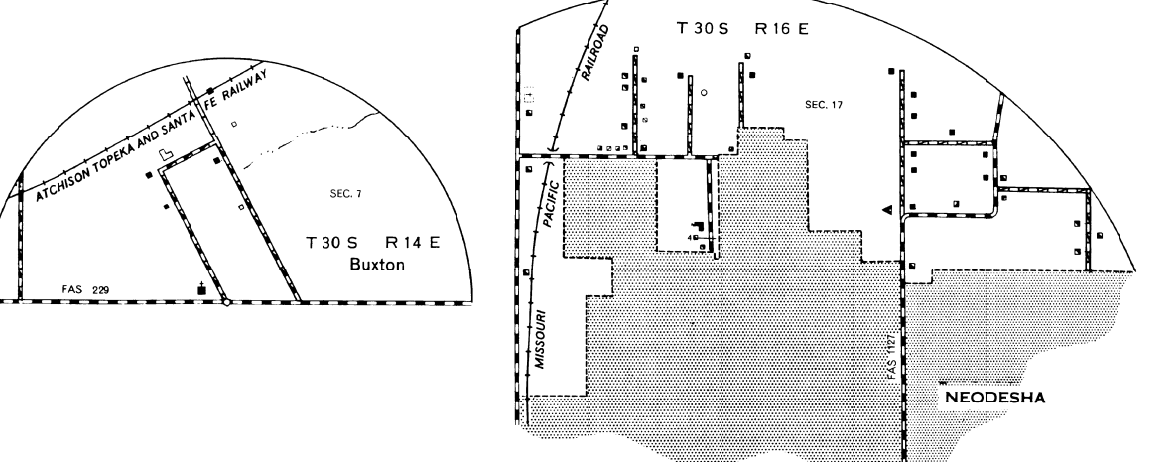 ATCHISON TOPEKA AND SANTA FE RAILWAY
SEC. 7
T 30 S R 14 E
Buxton
FAS 229
T 30 S R 16 E
RAILROAD
SEC. 17
PACIFIC
4
MISSOURI
FAS 1127
NEODESHA